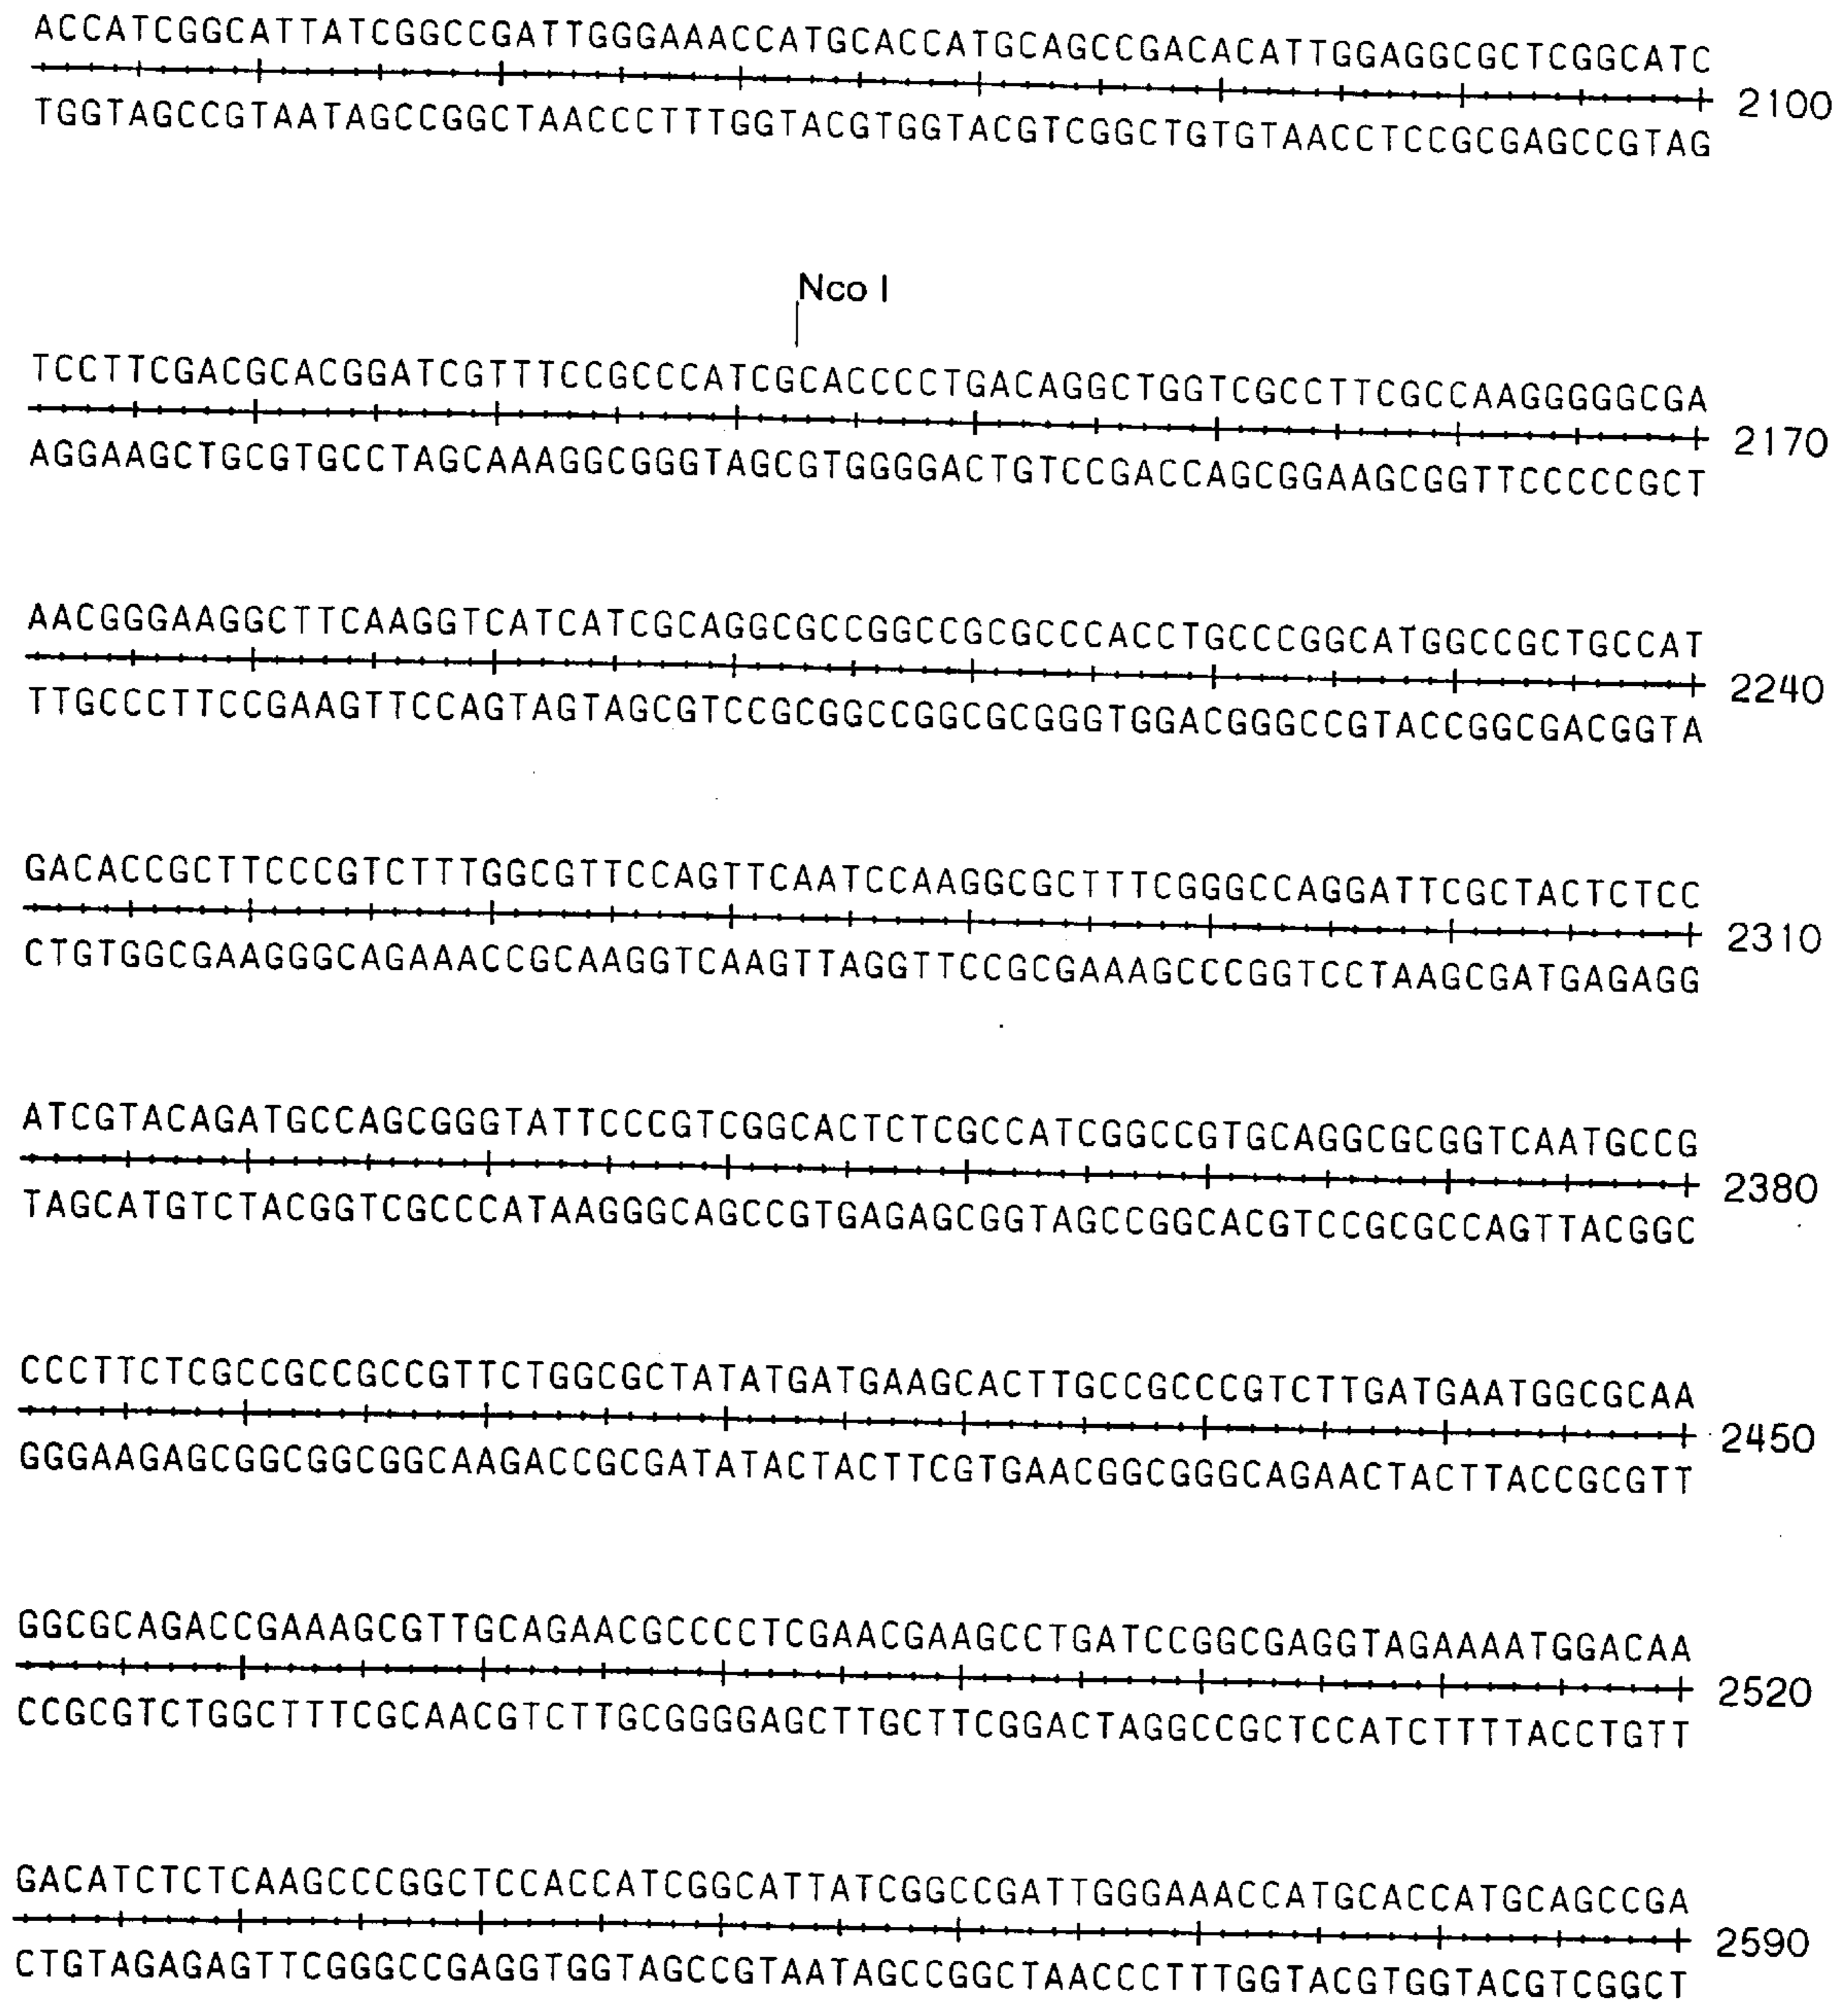 ACCATCGGCATTATCGGCCGATTGGGAAACCATGCACCATGCAGCCGACACATTGGAGGCGCTCGGCATC
2100
TGGTAGCCGTAATAGCCGGCTAACCCTTTGGTACGTGGTACGTCGGCTGTGTAACCTCCGCGAGCCGTAG
Nco I
TCCTTCGACGCACGGATCGTTTCCGCCCATCGCACCCCTGACAGGCTGGTCGCCTTCGCCAAGGGGGCGA
2170
AGGAAGCTGCGTGCCTAGCAAAGGCGGGTAGCGTGGGGACTGTCCGACCAGCGGAAGCGGTTCCCCCGCT
AACGGGAAGGCTTCAAGGTCATCATCGCAGGCGCCGGCCGCGCCCACCTGCCCGGCATGGCCGCTGCCAT
2240
TTGCCCTTCCGAAGTTCCAGTAGTAGCGTCCGCGGCCGGCGCGGGTGGACGGGCCGTACCGGCGACGGTA
GACACCGCTTCCCGTCTTTGGCGTTCCAGTTCAATCCAAGGCGCTTTCGGGCCAGGATTCGCTACTCTCC
2310
CTGTGGCGAAGGGCAGAAACCGCAAGGTCAAGTTAGGTTCCGCGAAAGCCCGGTCCTAAGCGATGAGAGG
ATCGTACAGATGCCAGCGGGTATTCCCGTCGGCACTCTCGCCATCGGCCGTGCAGGCGCGGTCAATGCCG
2380
TAGCATGTCTACGGTCGCCCATAAGGGCAGCCGTGAGAGCGGTAGCCGGCACGTCCGCGCCAGTTACGGC
CCCTTCTCGCCGCCGCCGTTCTGGCGCTATATGATGAAGCACTTGCCGCCCGTCTTGATGAATGGCGCAA
2450
GGGAAGAGCGGCGGCGGCAAGACCGCGATATACTACTTCGTGAACGGCGGGCAGAACTACTTACCGCGTT
GGCGCAGACCGAAAGCGTTGCAGAACGCCCCTCGAACGAAGCCTGATCCGGCGAGGTAGAAAATGGACAA
2520
CCGCGTCTGGCTTTCGCAACGTCTTGCGGGGAGCTTGCTTCGGACTAGGCCGCTCCATCTTTTACCTGTT
GACATCTCTCAAGCCCGGCTCCACCATCGGCATTATCGGCCGATTGGGAAACCATGCACCATGCAGCCGA
2590
CTGTAGAGAGTTCGGGCCGAGGTGGTAGCCGTAATAGCCGGCTAACCCTTTGGTACGTGGTACGTCGGCT